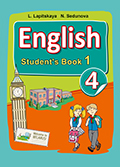 L. Lapitskaya   N. Sedunova
English
Student's Book 1
4